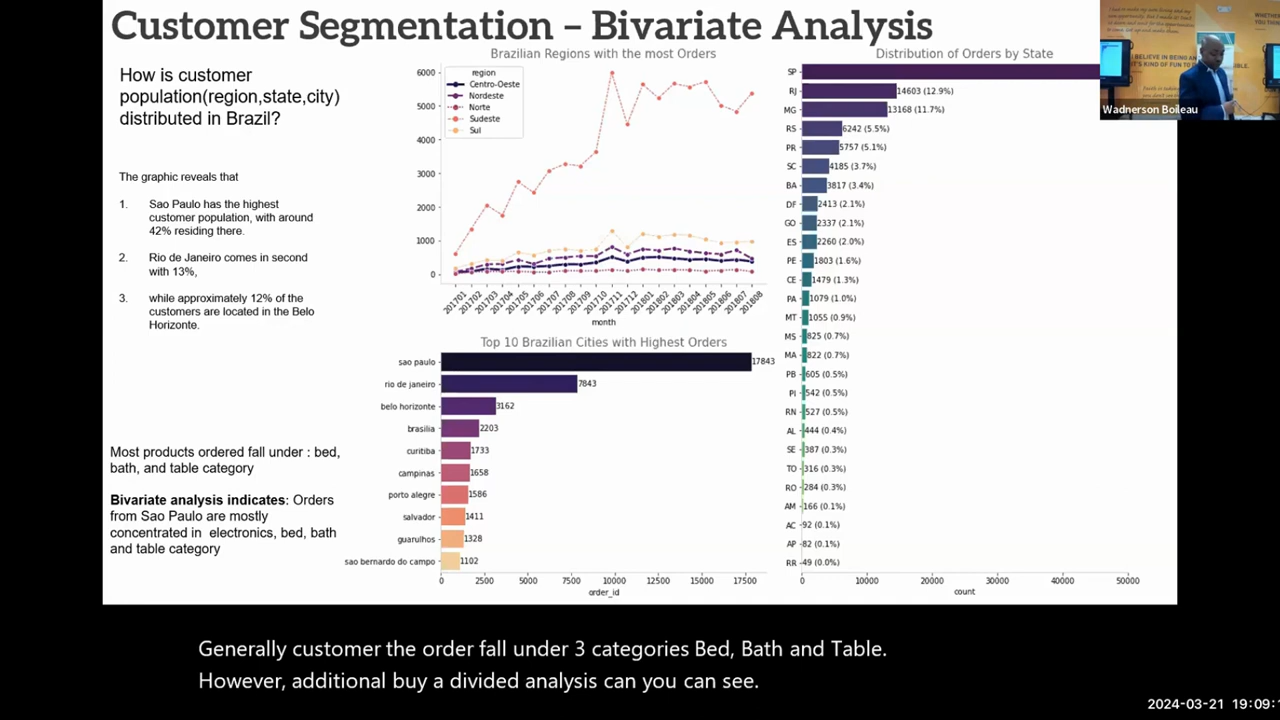 Customer Segmentation – Bivariate Analysis
How is customer
population(region,state,city)
distributed in Brazil?
The graphic reveals that
1. Sao Paulo has the highest
customer population, with around
42% residing there.
2. Rio de Janeiro comes in second
with 13%,
3. while approximately 12% of the
customers are located in the Belo
Horizonte.
Most products ordered fall under : bed,
bath, and table category
Bivariate analysis indicates: Orders
from Sao Paulo are mostly
concentrated in electronics, bed, bath
and table category
Brazilian Regions with the most Orders
region
Centro-Oeste
Nordeste
Norte
Sudeste
Sul
6000
5000
4000
3000
2000
1000
0
201701
201702
201703
201704
201705
201706
201707
201708
201709
201710
201711
201712
201801
201802
201803
201804
201805
201806
201807
201808
month
Top 10 Brazilian Cities with Highest Orders
sao paulo 17843
rio de janeiro 7843
belo horizonte 3162
brasilia 2203
curitiba 1733
campinas 1658
porto alegre 1586
salvador 1411
guarulhos 1328
sao bernardo do campo 1102
0 2500 5000 7500 10000 12500 15000 17500
order_id
Distribution of Orders by State
SP
RJ 14603 (12.9%)
MG 13168 (11.7%)
RS 6242 (5.5%)
PR 5757 (5.1%)
SC 4185 (3.7%)
BA 3817 (3.4%)
DF 2413 (2.1%)
GO 2337 (2.1%)
ES 2260 (2.0%)
PE 1803 (1.6%)
CE 1479 (1.3%)
PA 1079 (1.0%)
MT 1055 (0.9%)
MS 825 (0.7%)
MA 822 (0.7%)
PB 605 (0.5%)
PI 542 (0.5%)
RN 527 (0.5%)
AL 444 (0.4%)
SE 387 (0.3%)
TO 316 (0.3%)
RO 284 (0.3%)
AM 166 (0.1%)
AC 92 (0.1%)
AP 82 (0.1%)
RR 49 (0.0%)
0 10000 20000 30000 40000 50000
count
I BELIEVE IN BEING AN
IT'S KIND OF FUN TO
Wadnerson Boileau
Generally customer the order fall under 3 categories Bed, Bath and Table.
However, additional buy a divided analysis can you can see.
2024-03-21 19:09: